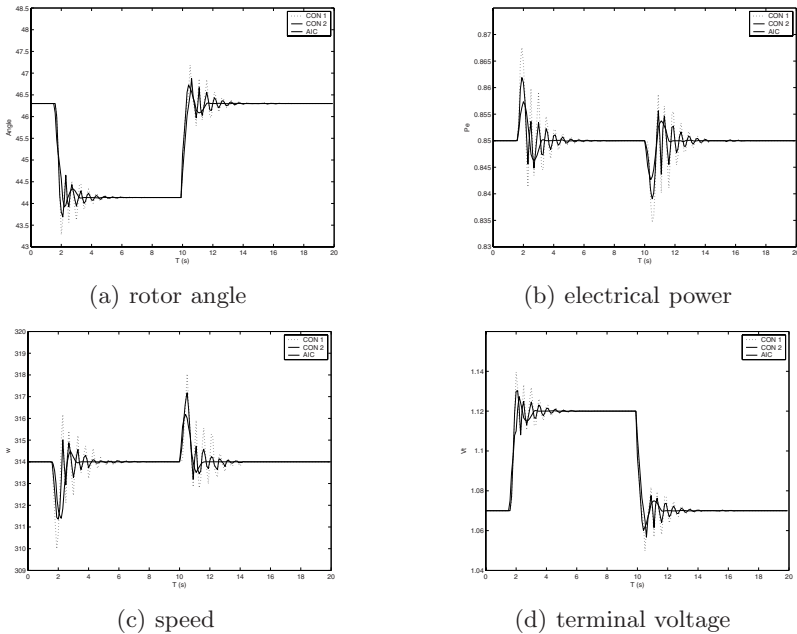 48.5
48
47.5
47
46.5
46
45.5
45
44.5
44
43.5
43
Angle
0 2 4 6 8 10 12 14 16 18 20
T (s)
CON 1
CON 2
AIC
(a) rotor angle
0.87
0.865
0.86
0.855
0.85
0.845
0.84
0.835
0.83
Pe
0 2 4 6 8 10 12 14 16 18 20
T (s)
CON 1
CON 2
AIC
(b) electrical power
320
319
318
317
316
315
314
313
312
311
310
309
w
0 2 4 6 8 10 12 14 16 18 20
T (s)
CON 1
CON 2
AIC
(c) speed
1.14
1.12
1.1
1.08
1.06
1.04
Vt
0 2 4 6 8 10 12 14 16 18 20
T (s)
CON 1
CON 2
AIC
(d) terminal voltage